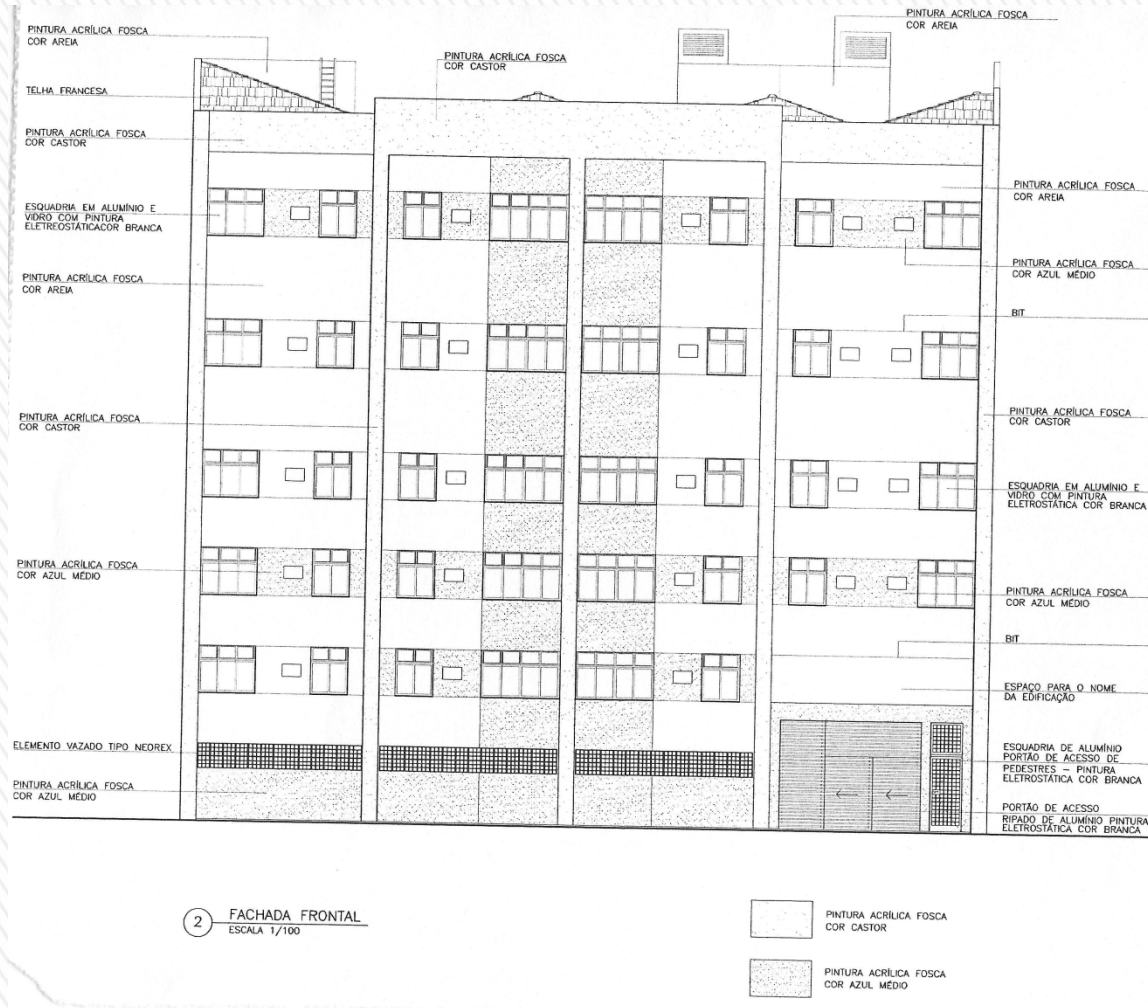 PINTURA ACRÍLICA FOSCA
COR AREIA
TELHA FRANCESA
PINTURA ACRÍLICA FOSCA
COR CASTOR
ESQUADRIA EM ALUMÍNIO E
VIDRO COM PINTURA
ELETREOSTÁTICACOR BRANCA
PINTURA ACRÍLICA FOSCA
COR AREIA
PINTURA ACRÍLICA FOSCA
COR CASTOR
PINTURA ACRÍLICA FOSCA
COR AZUL MÉDIO
ELEMENTO VAZADO TIPO NEOREX
PINTURA ACRÍLICA FOSCA
COR AZUL MÉDIO
PINTURA ACRÍLICA FOSCA
COR CASTOR
PINTURA ACRÍLICA FOSCA
COR AREIA
PINTURA ACRÍLICA FOSCA
COR AREIA
PINTURA ACRÍLICA FOSCA
COR AZUL MÉDIO
BIT
PINTURA ACRÍLICA FOSCA
COR CASTOR
ESQUADRIA EM ALUMÍNIO E
VIDRO COM PINTURA
ELETROSTÁTICA COR BRANCA
PINTURA ACRÍLICA FOSCA
COR AZUL MÉDIO
BIT
ESPAÇO PARA O NOME
DA EDIFICAÇÃO
ESQUADRIA DE ALUMÍNIO
PORTÃO DE ACESSO DE
PEDESTRES – PINTURA
ELETROSTÁTICA COR BRANCA
PORTÃO DE ACESSO
RIPADO DE ALUMÍNIO PINTURA
ELETROSTÁTICA COR BRANCA
2
FACHADA FRONTAL
ESCALA 1/100
PINTURA ACRÍLICA FOSCA
COR CASTOR
PINTURA ACRÍLICA FOSCA
COR AZUL MÉDIO